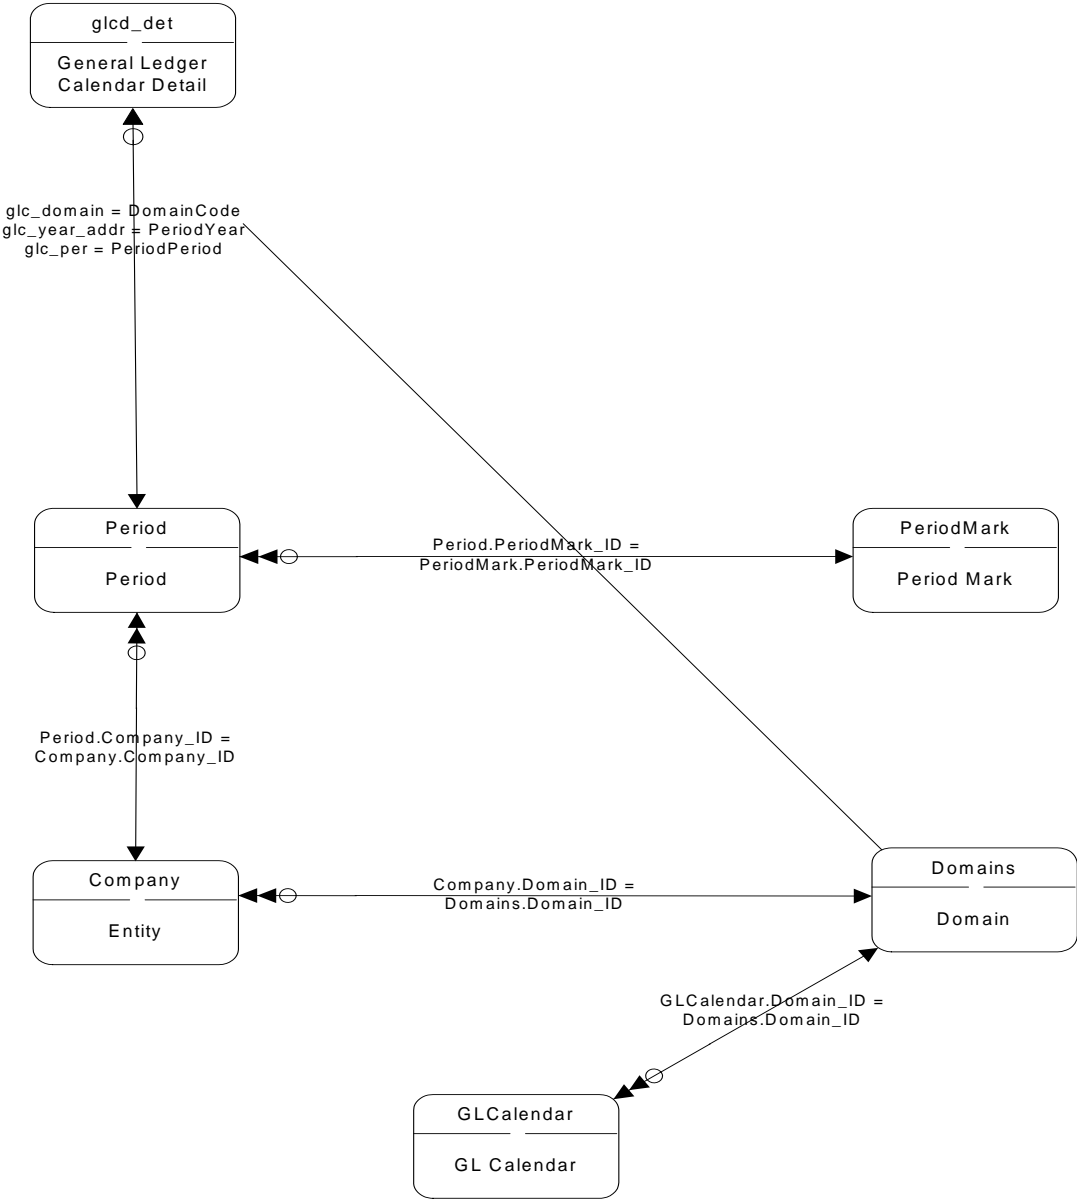 glcd_det
General Ledger
Calendar Detail
glc_domain = DomainCode
glc_year_addr = PeriodYear
glc_per = PeriodPeriod
Period
Period
Period.PeriodMark_ID =
PeriodMark.PeriodMark_ID
PeriodMark
Period Mark
Period.Company_ID =
Company.Company_ID
Company
Entity
Company.Domain_ID =
Domains.Domain_ID
Domains
Domain
GLCalendar.Domain_ID =
Domains.Domain_ID
GLCalendar
GL Calendar